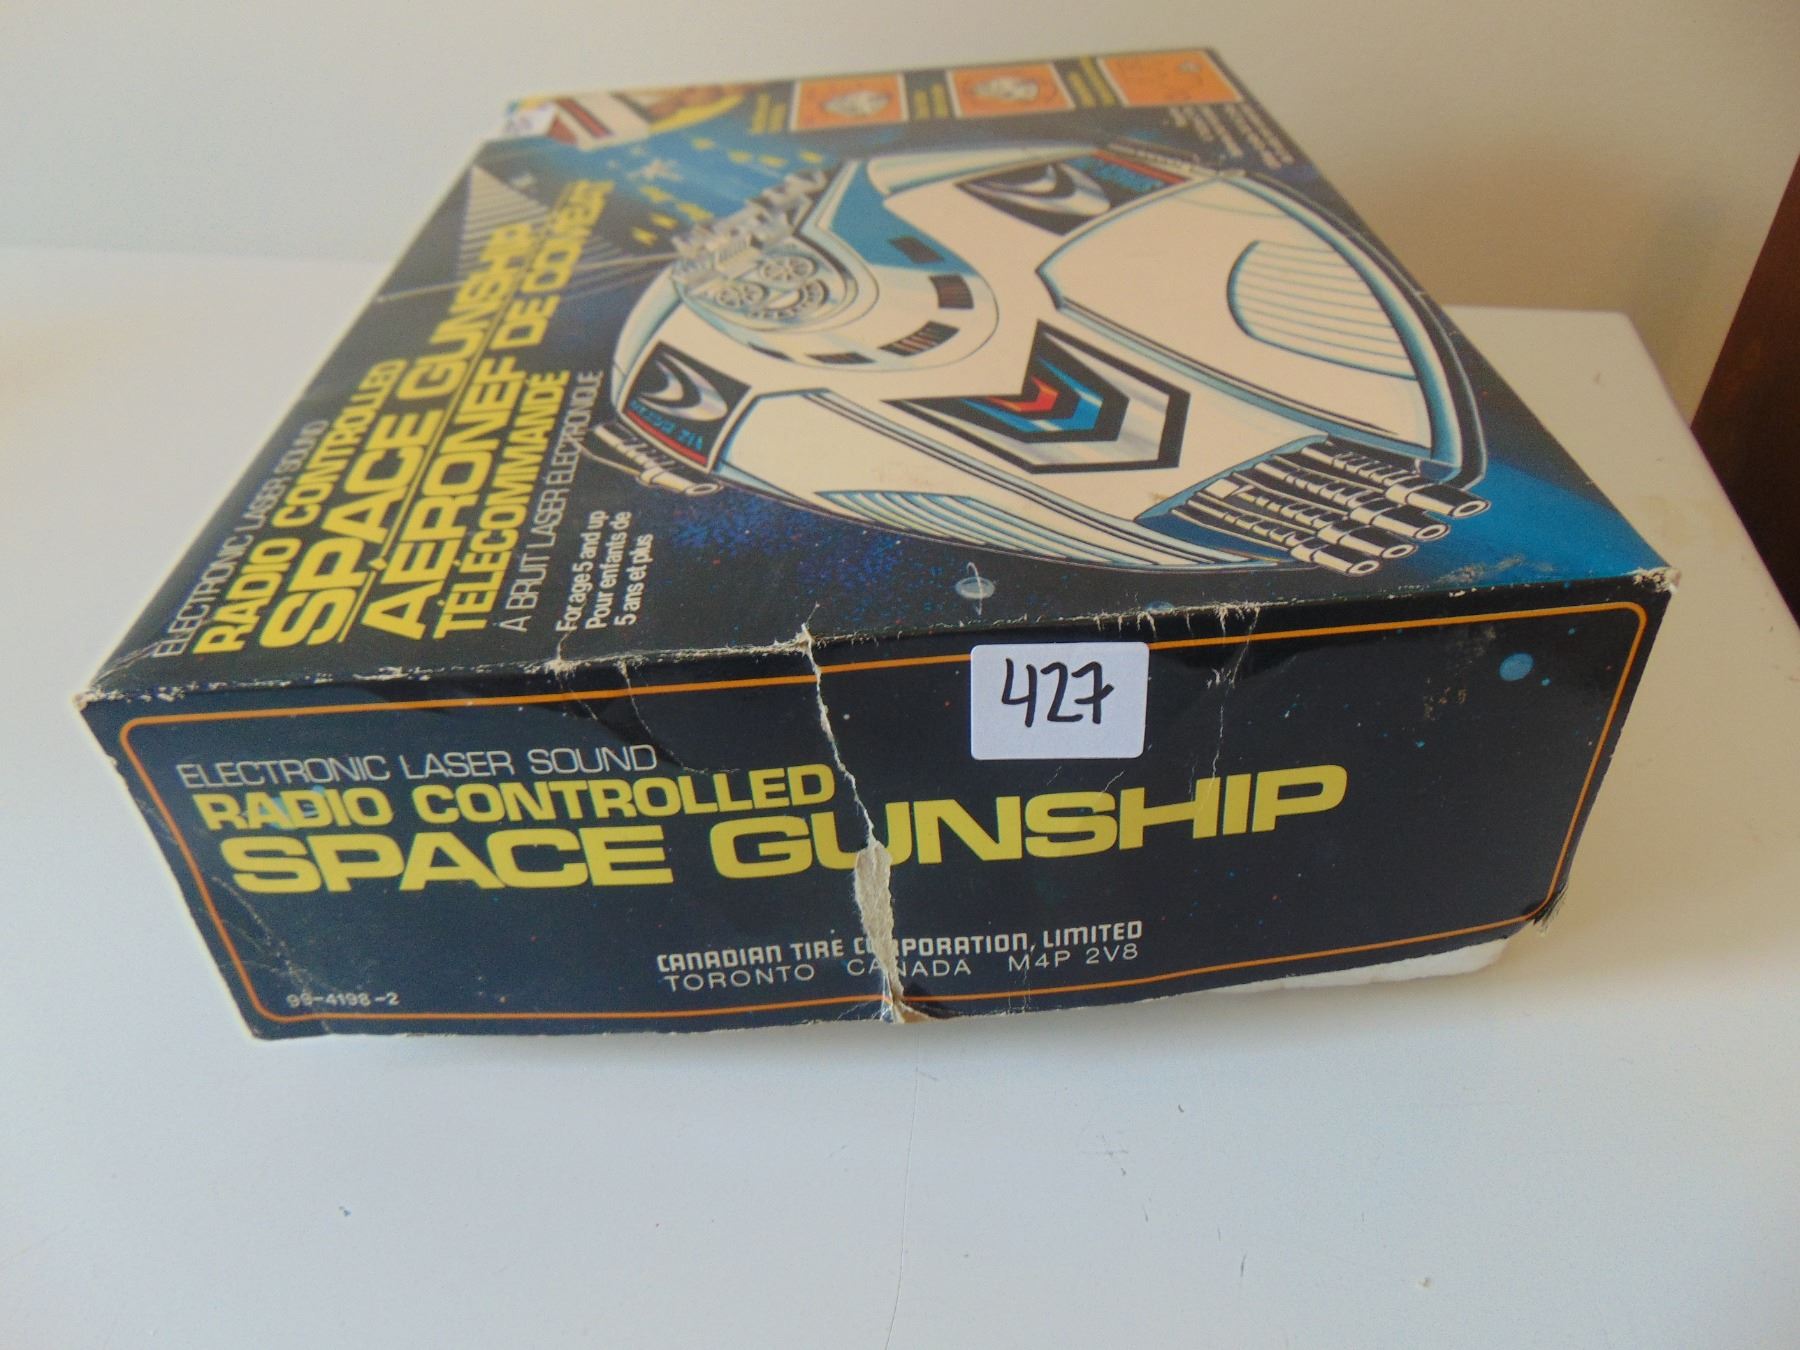 ELECTRONIC LASER SOUND
RADIO CONTROLLED
SPACE GUNSHIP
AÉRONEF DE COMBAT
TÉLÉCOMMANDÉ
A BRUIT LASER ÉLECTRONIQUE
For age 5 and up
Pour enfants de
5 ans et plus
427
ELECTRONIC LASER SOUND
RADIO CONTROLLED
SPACE GUNSHIP
CANADIAN TIRE CORPORATION, LIMITED
TORONTO CANADA M4P 2V8
99-4198-2